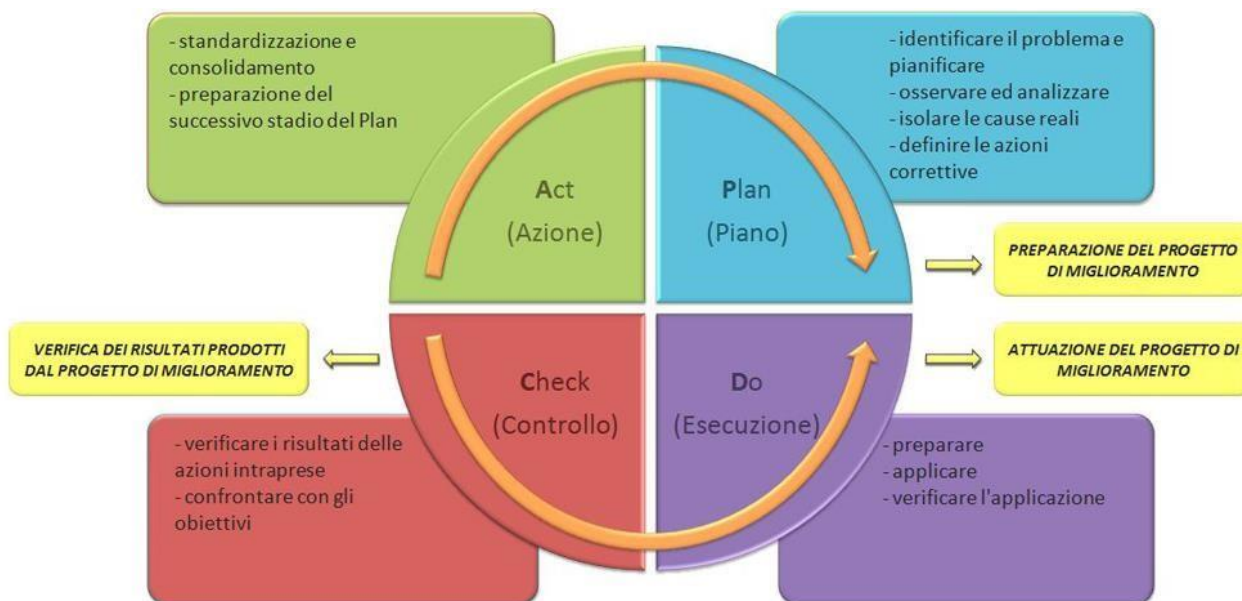 - standardizzazione e
consolidamento
- preparazione del
successivo stadio del Plan
- identificare il problema e
pianificare
- osservare ed analizzare
- isolare le cause reali
- definire le azioni
correttive
Act
(Azione)
Plan
(Piano)
PREPARAZIONE DEL PROGETTO
DI MIGLIORAMENTO
VERIFICA DEI RISULTATI PRODOTTI
DAL PROGETTO DI MIGLIORAMENTO
Check
(Controllo)
Do
(Esecuzione)
ATTUAZIONE DEL PROGETTO DI
MIGLIORAMENTO
- verificare i risultati delle
azioni intraprese
- confrontare con gli
obiettivi
- preparare
- applicare
- verificare l'applicazione